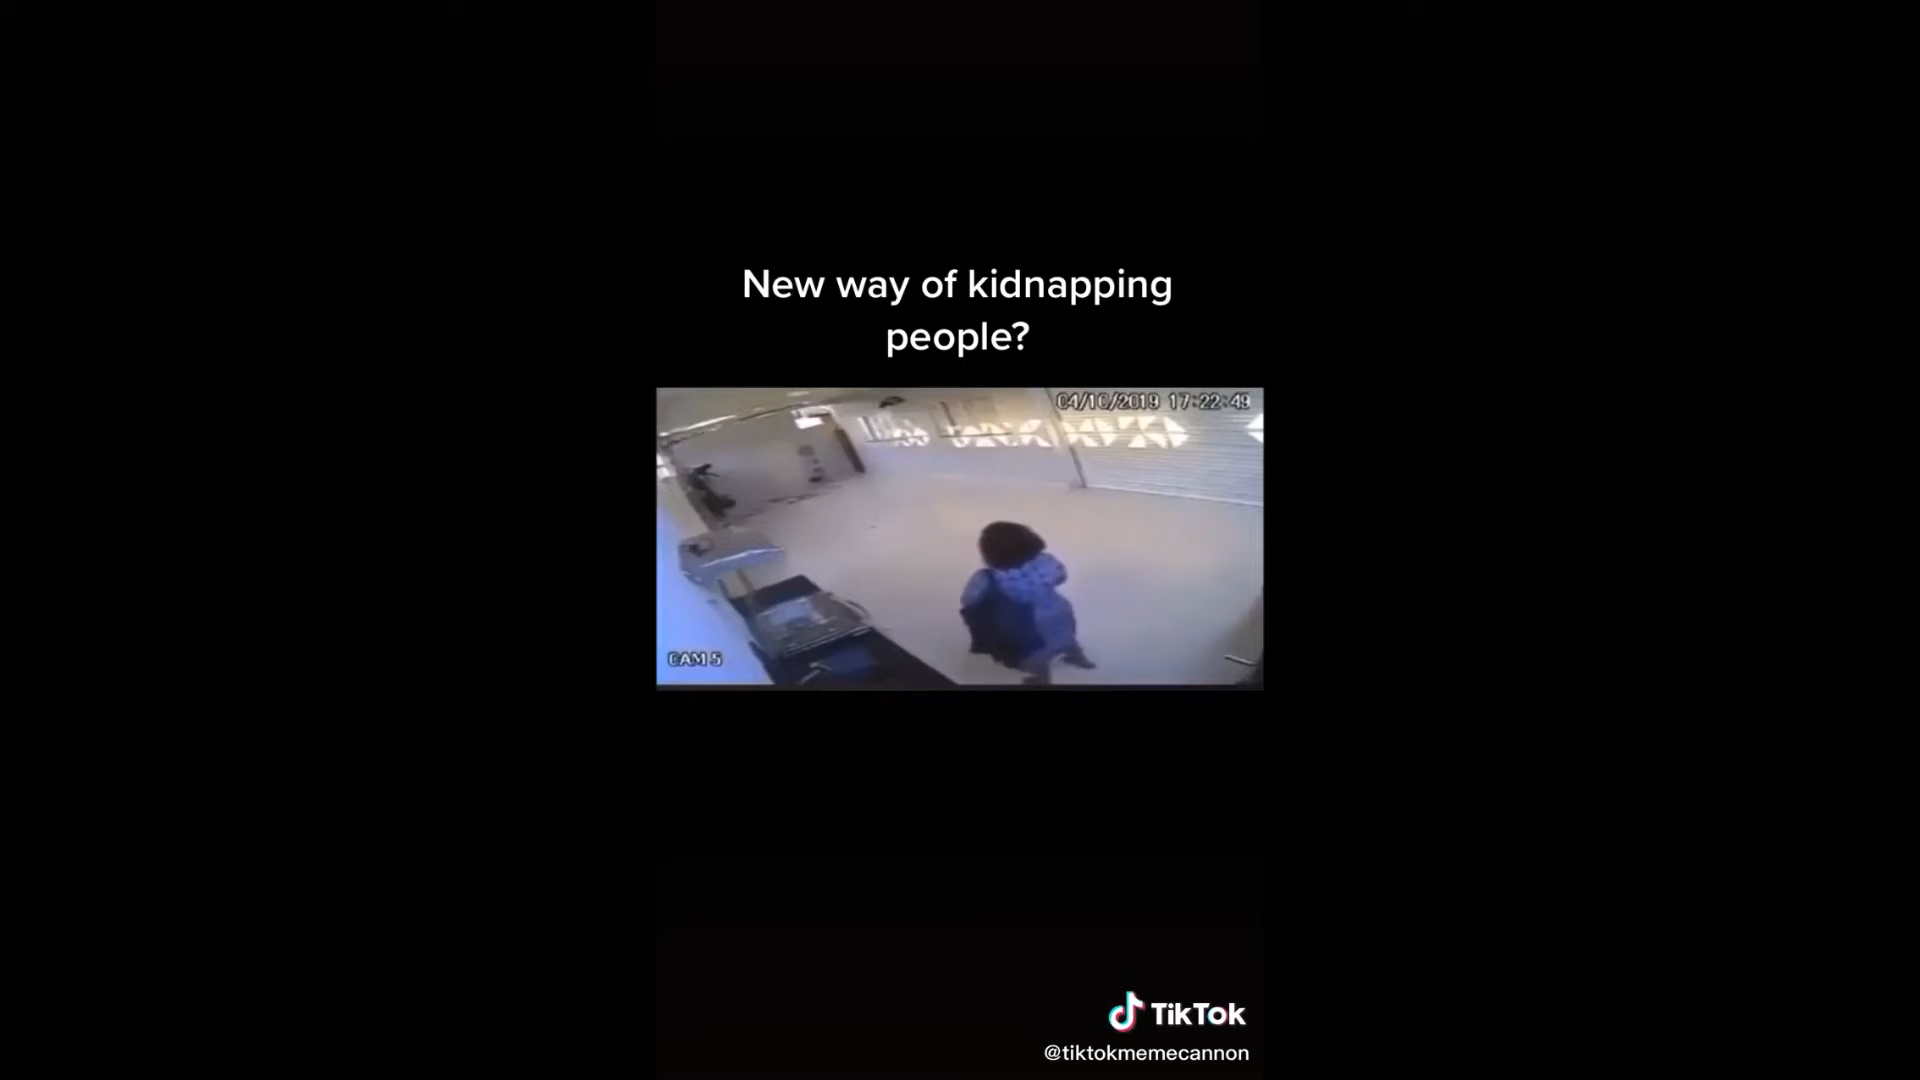 New way of kidnapping
people?
04/10/2019 17:22:49
CAM 5
TikTok
@tiktokmemecannon